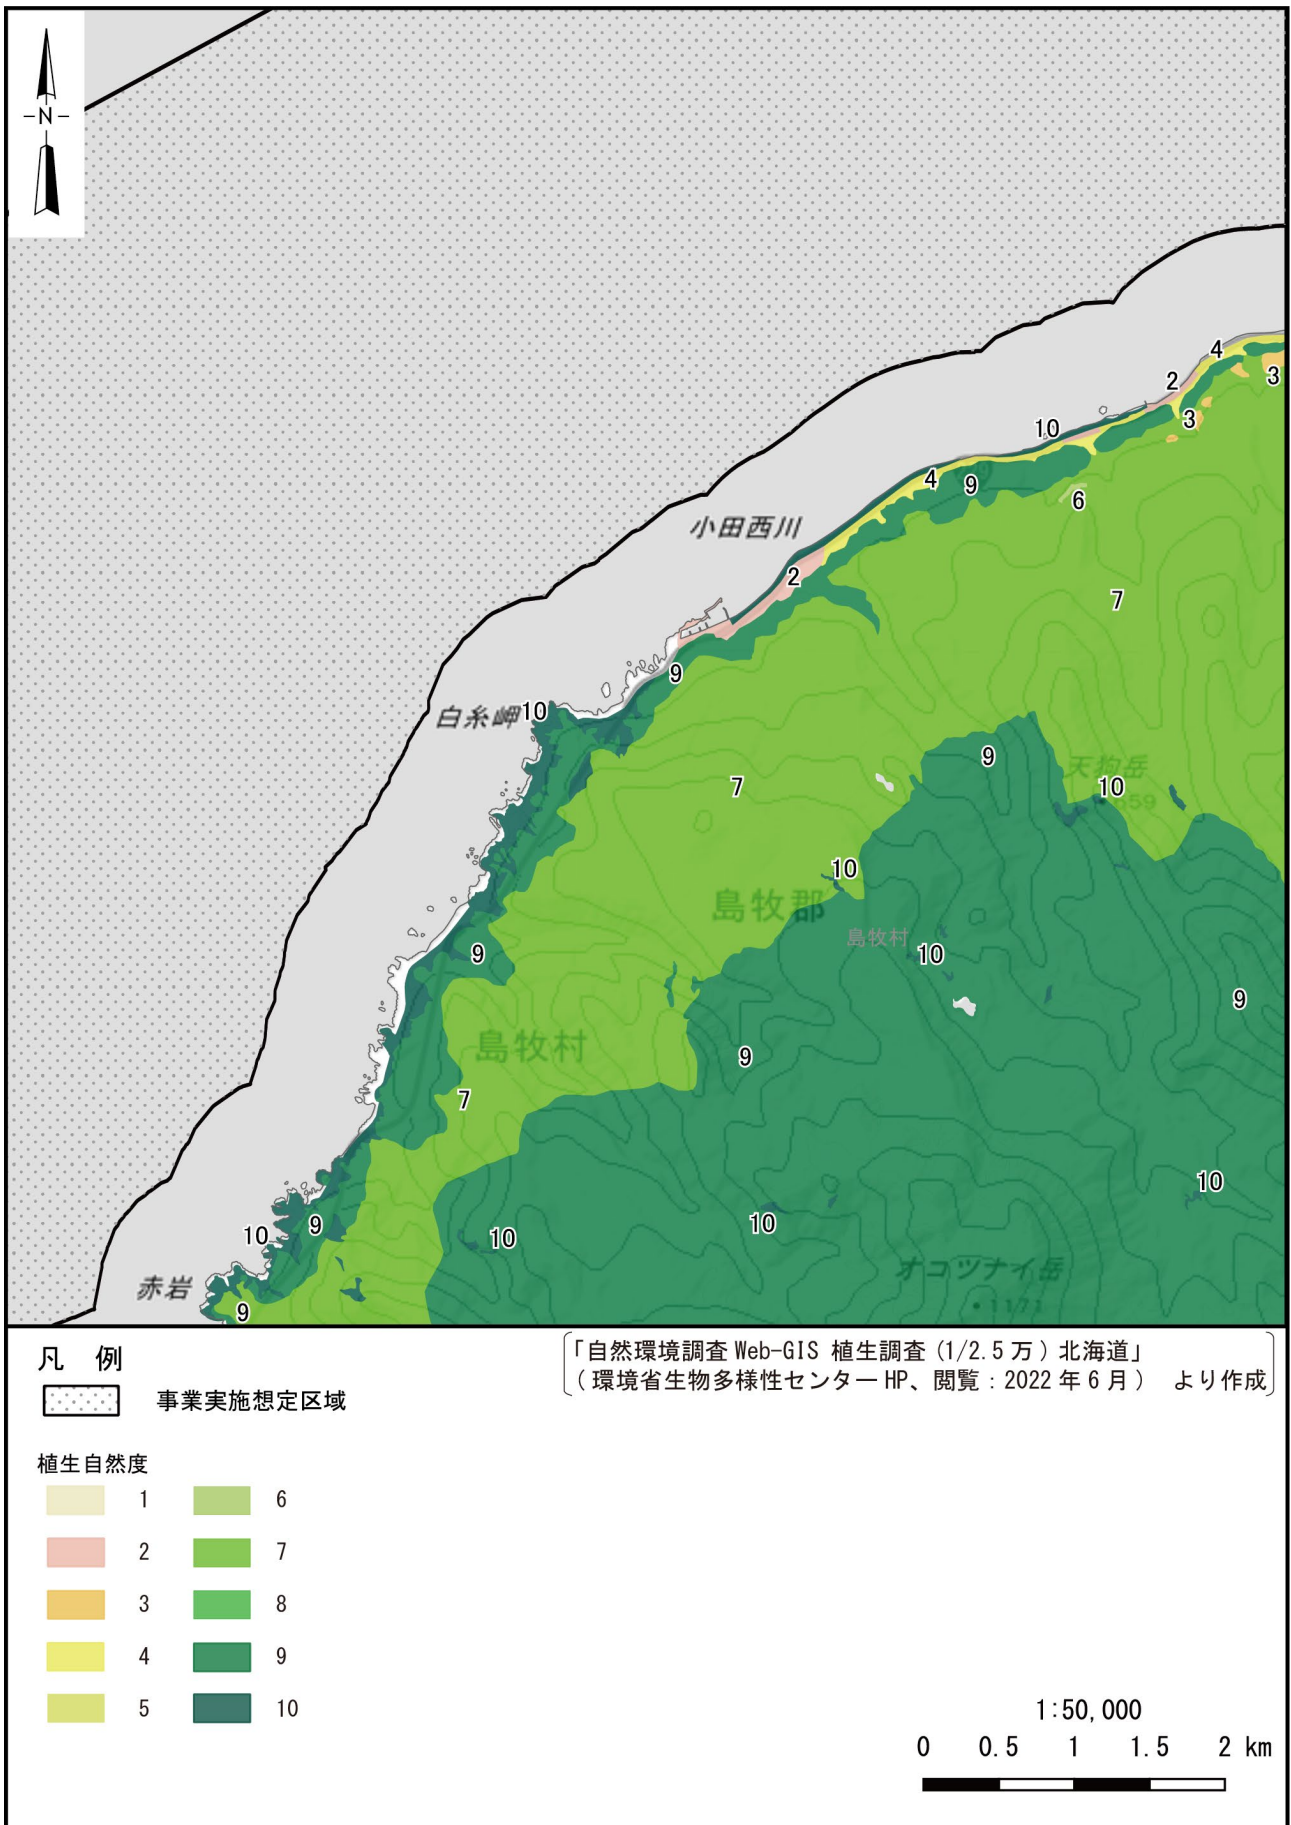 N
4
2
3
3
10
4
9
6
小田西川
2
7
9
白糸岬
10
9
天狗岳
7
10
659
10
島牧郡
島牧村
9
10
9
島牧村
9
7
10
10
9
10
10
オコツナイ岳
赤岩
9
1171
凡 例
事業実施想定区域
「自然環境調査 Web-GIS 植生調査 (1/2.5 万) 北海道」
( 環境省生物多様性センター HP、閲覧 : 2022 年 6 月 ) より作成
植生自然度
1 6
2 7
3 8
4 9
5 10
1:50,000
0 0.5 1 1.5 2 km